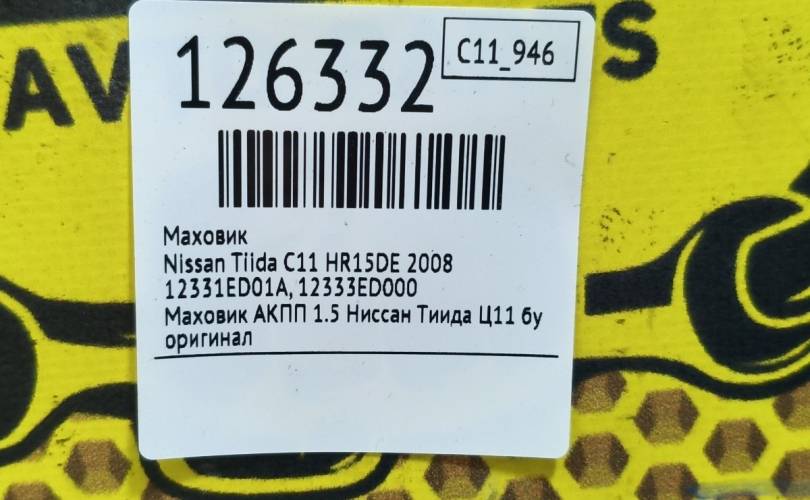 126332
C11_946
Маховик
Nissan Tiida C11 HR15DE 2008
12331ED01A, 12333ED000
Маховик АКПП 1.5 Ниссан Тиида Ц11 бу
оригинал